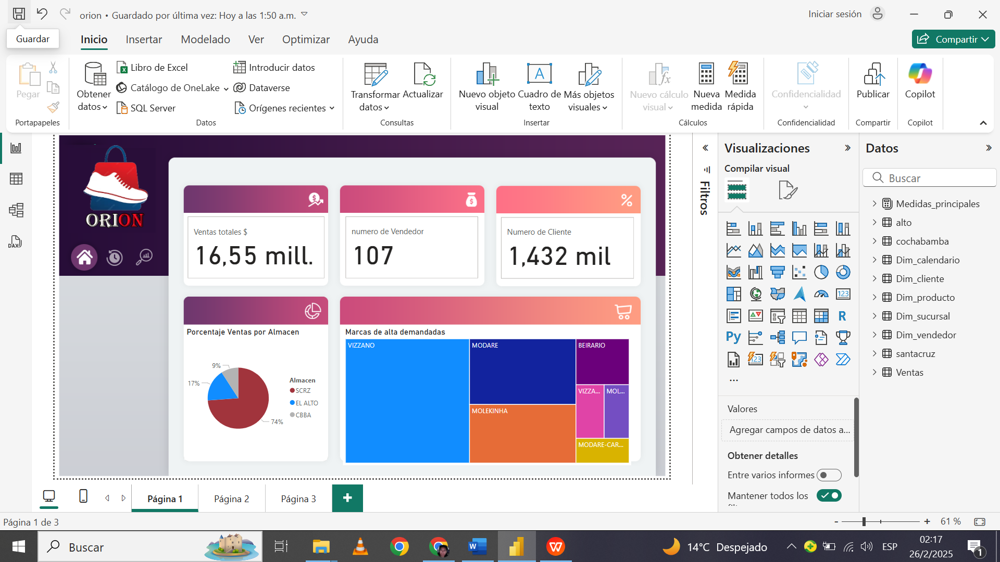 orion • Guardado por última vez: Hoy a las 1:50 a.m.
Iniciar sesión
Guardar
Inicio
Insertar
Modelado
Ver
Optimizar
Ayuda
Compartir
Pegar
Portapapeles
Obtener
datos
Libro de Excel
Catálogo de OneLake
SQL Server
Introducir datos
Dataverse
Orígenes recientes
Datos
Transformar
datos
Actualizar
Consultas
Nuevo objeto
visual
Cuadro de
texto
Más objetos
visuales
Insertar
Nuevo cálculo
visual
Nueva
medida
Medida
rápida
Cálculos
Confidencialidad
Confidencialidad
Publicar
Compartir
Copilot
Copilot
DAX
ORION
Ventas totales $
16,55 mill.
numero de Vendedor
107
Numero de Cliente
1,432 mil
Porcentaje Ventas por Almacen
9%
17%
74%
Almacen
SCRZ
EL ALTO
CBBA
Marcas de alta demandadas
VIZZANO
MODARE
MOLEKINHA
BEIRARIO
VIZZA...
MOL...
MODARE-CAR...
Filtros
Visualizaciones
Compilar visual
123
R
Py
123
...
Valores
Agregar campos de datos a...
Obtener detalles
Entre varios informes
Mantener todos los
Datos
Buscar
Medidas_principales
alto
cochabamba
Dim_calendario
Dim_cliente
Dim_producto
Dim_sucursal
Dim_vendedor
santacruz
Ventas
Página 1
Página 2
Página 3
+
Página 1 de 3
- + 61 %
Buscar
14°C Despejado
ESP
02:17
26/2/2025
1